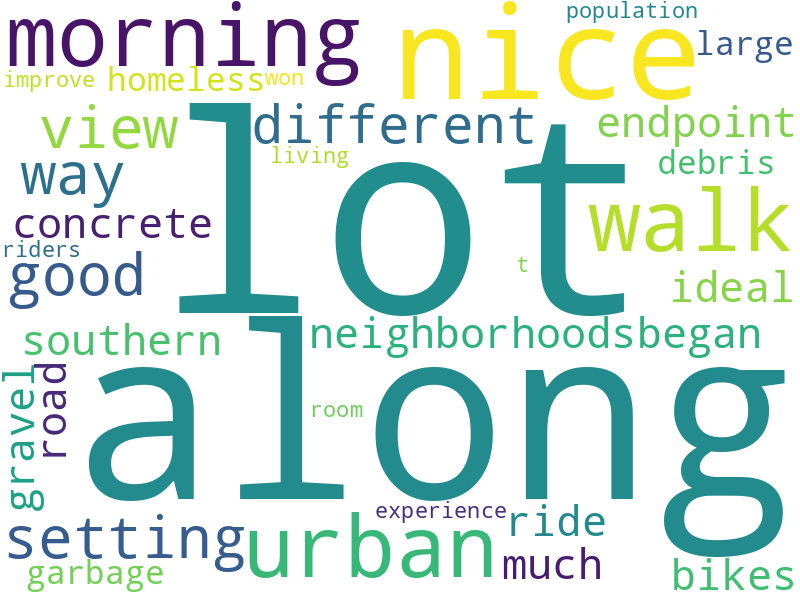 population
morning
nice
large
improve
homeless
won
view
different
endpoint
lot
living
debris
way
walk
concrete
riders
good
t
ideal
southern
neighborhoods
began
along
road
gravel
room
experience
setting
urban
ride
much
garbage
bikes